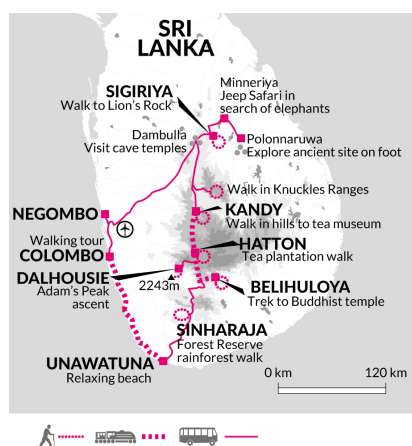 SRI
LANKA
Minneriya
Jeep Safari in
search of elephants
SIGIRIYA
Walk to Lion's Rock
Dambulla
Visit cave temples
Polonnaruwa
Explore ancient site on foot
Walk in Knuckles Ranges
NEGOMBO
KANDY
Walk in hills to tea museum
Walking tour
COLOMBO
HATTON
Tea plantation walk
DALHOUSIE
Adam's Peak
ascent
2243m
BELIHULOYA
Trek to Buddhist temple
SINHARAJA
Forest Reserve
rainforest walk
UNAWATUNA
Relaxing beach
0 km
120 km